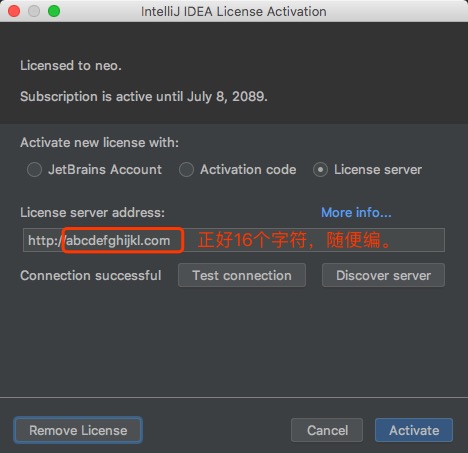 IntelliJ IDEA License Activation
Licensed to neo.
Subscription is active until July 8, 2089.
Activate new license with:
JetBrains Account Activation code License server
License server address: More info...
http://abcdefghijkl.com 正好16个字符，随便编。
Connection successful Test connection Discover server
Remove License Cancel Activate